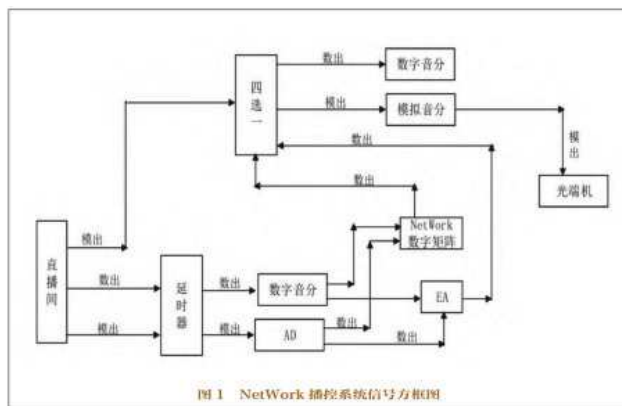 数出
数字音分
四选一
模出
模拟音分
数出
模出
数出
光端机
NetWork
数字矩阵
模出
直播间
数出
延时器
数出
数字音分
EA
模出
模出
AD
数出
数出
图 1 NetWork 播控系统信号方框图